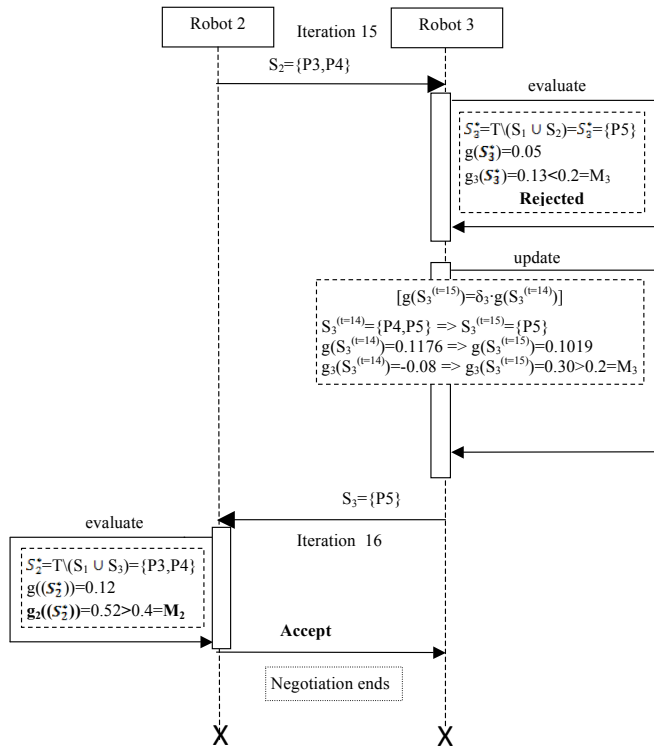 Robot 2
Iteration 15
Robot 3
S₂={P3,P4}
evaluate
S₃*=T\(S₁ ∪ S₂)=S₃*={P5}
g(S₃*)=0.05
g₃(S₃*)=0.13<0.2=M₃
Rejected
update
[g(S₃⁽ᵗ⁼¹⁵⁾)=δ₃·g(S₃⁽ᵗ⁼¹⁴⁾)]
S₃⁽ᵗ⁼¹⁴⁾={P4,P5} => S₃⁽ᵗ⁼¹⁵⁾={P5}
g(S₃⁽ᵗ⁼¹⁴⁾)=0.1176 => g(S₃⁽ᵗ⁼¹⁵⁾)=0.1019
g₃(S₃⁽ᵗ⁼¹⁴⁾)=-0.08 => g₃(S₃⁽ᵗ⁼¹⁵⁾)=0.30>0.2=M₃
S₃={P5}
evaluate
Iteration 16
S₂*=T\(S₁ ∪ S₃)={P3,P4}
g((S₂*))=0.12
g₂((S₂*))=0.52>0.4=M₂
Accept
Negotiation ends
X X